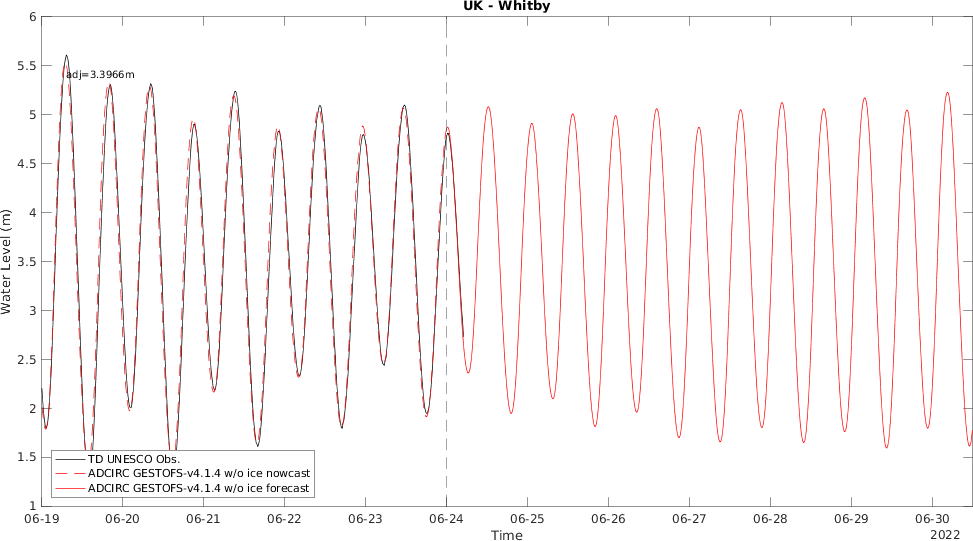 UK - Whitby
6
5.5
5
4.5
4
3.5
3
2.5
2
1.5
1
Water Level (m)
adj=3.3966m
TD UNESCO Obs.
ADCIRC GESTOFS-v4.1.4 w/o ice nowcast
ADCIRC GESTOFS-v4.1.4 w/o ice forecast
06-19 06-20 06-21 06-22 06-23 06-24 06-25 06-26 06-27 06-28 06-29 06-30
2022
Time